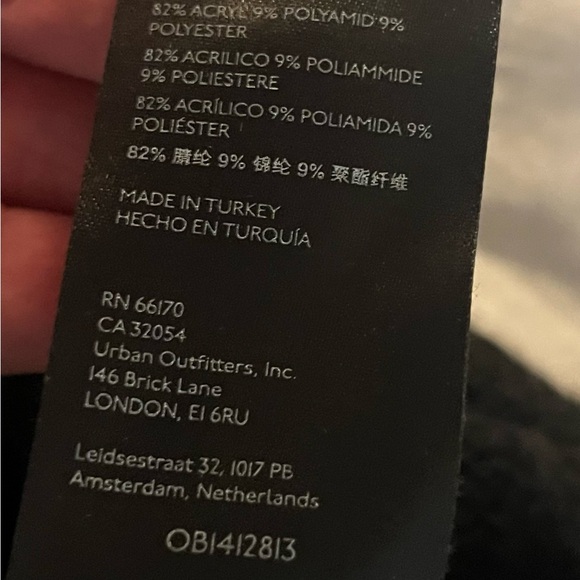 82% ACRYL 9% POLYAMID 9%
POLYESTER
82% ACRILICO 9% POLIAMMIDE
9% POLIESTERE
82% ACRÍLICO 9% POLIAMIDA 9%
POLIÉSTER
82% 腈纶 9% 锦纶 9% 聚酯纤维
MADE IN TURKEY
HECHO EN TURQUÍA
RN 66170
CA 32054
Urban Outfitters, Inc.
146 Brick Lane
LONDON, E1 6RU
Leidsestraat 32, 1017 PB
Amsterdam, Netherlands
OB1412813